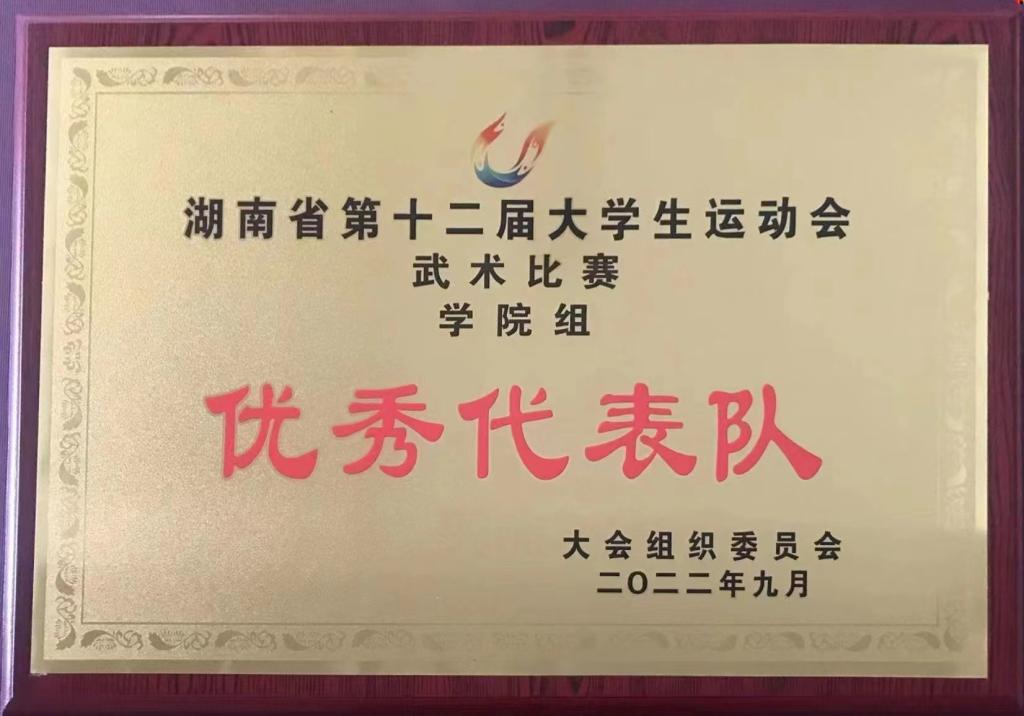 湖南省第十二届大学生运动会
武术比赛
学院组
优秀代表队
大会组织委员会
二〇二二年九月